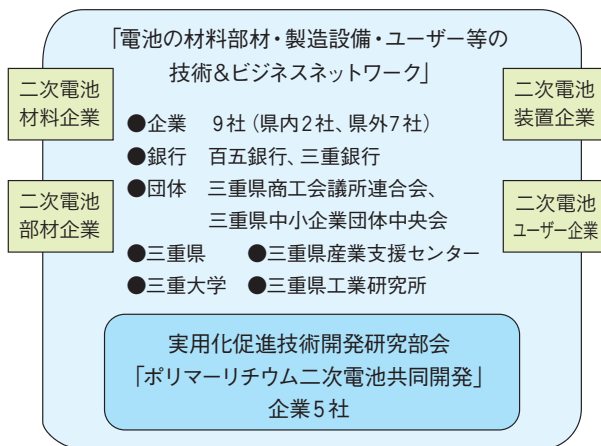 「電池の材料部材・製造設備・ユーザー等の
技術&ビジネスネットワーク」
二次電池
材料企業
二次電池
装置企業
●企業　9社（県内2社、県外7社）
●銀行　百五銀行、三重銀行
●団体　三重県商工会議所連合会、
三重県中小企業団体中央会
二次電池
部材企業
二次電池
ユーザー企業
●三重県　●三重県産業支援センター
●三重大学　●三重県工業研究所
実用化促進技術開発研究部会
「ポリマーリチウム二次電池共同開発」
企業5社